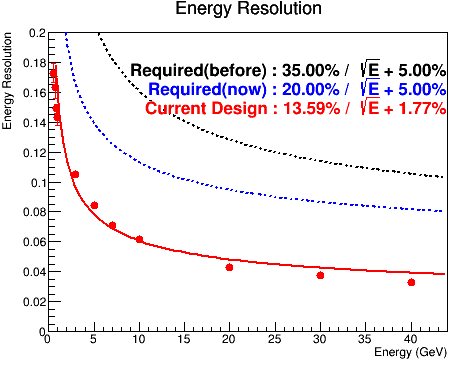 Energy Resolution
Energy Resolution
0.2
0.18
0.16
0.14
0.12
0.1
0.08
0.06
0.04
0.02
0
Required(before) : 35.00% / √E + 5.00%
Required(now) : 20.00% / √E + 5.00%
Current Design : 13.59% / √E + 1.77%
0 5 10 15 20 25 30 35 40
Energy (GeV)